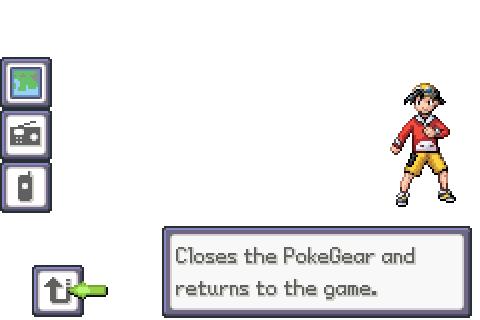 Closes the PokeGear and
returns to the game.